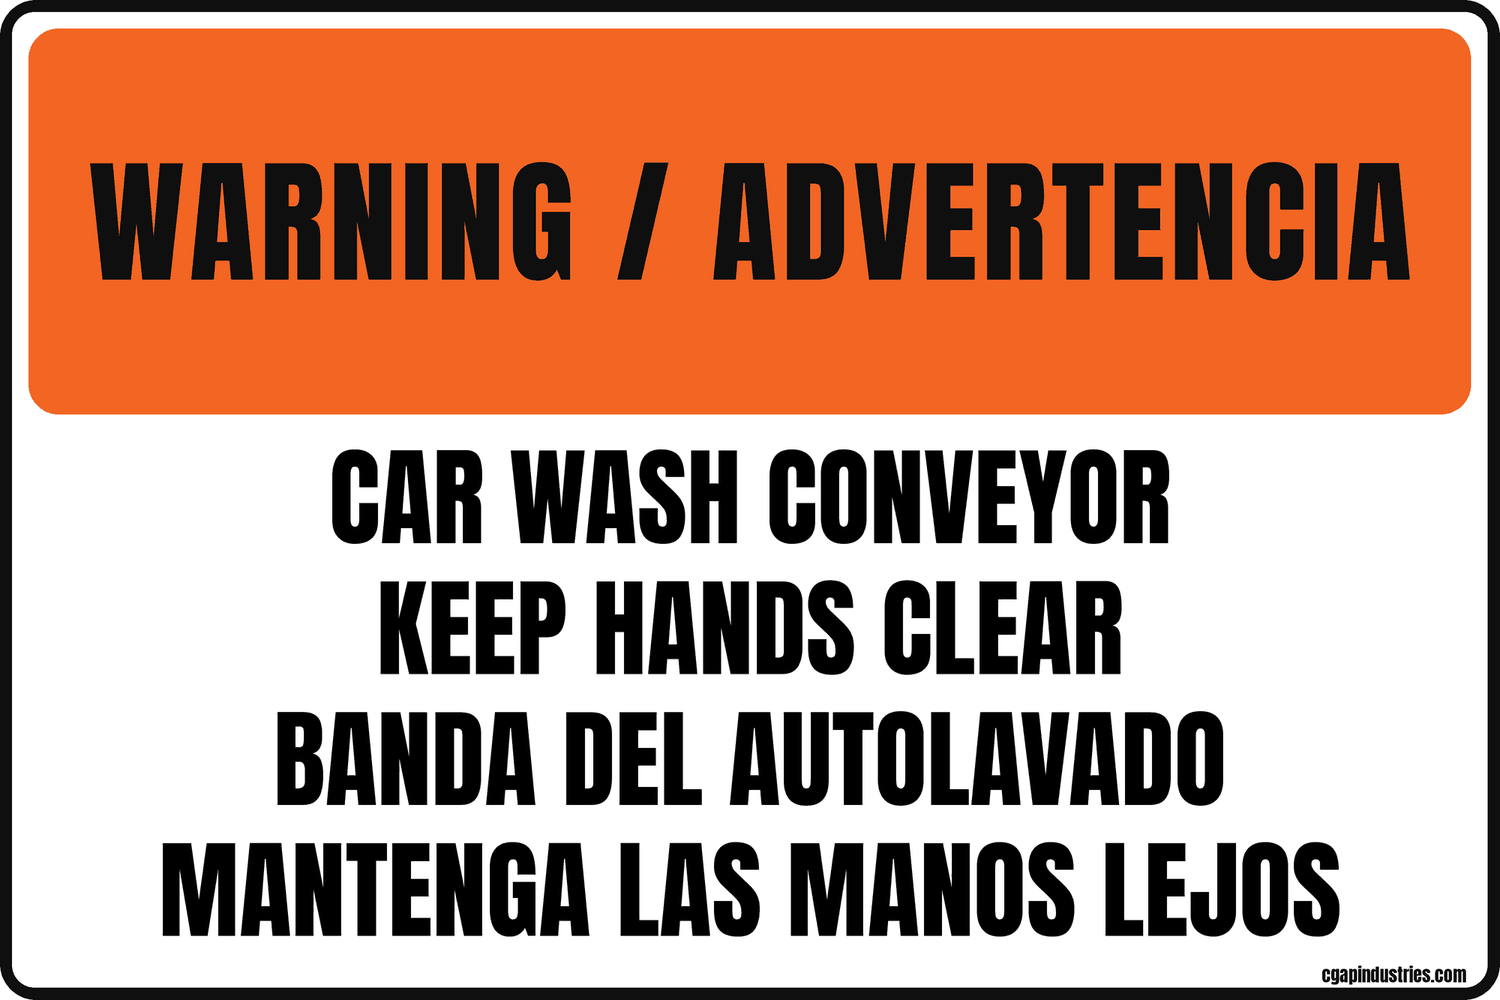 WARNING / ADVERTENCIA
CAR WASH CONVEYOR
KEEP HANDS CLEAR
BANDA DEL AUTOLAVADO
MANTENGA LAS MANOS LEJOS
cgapindustries.com